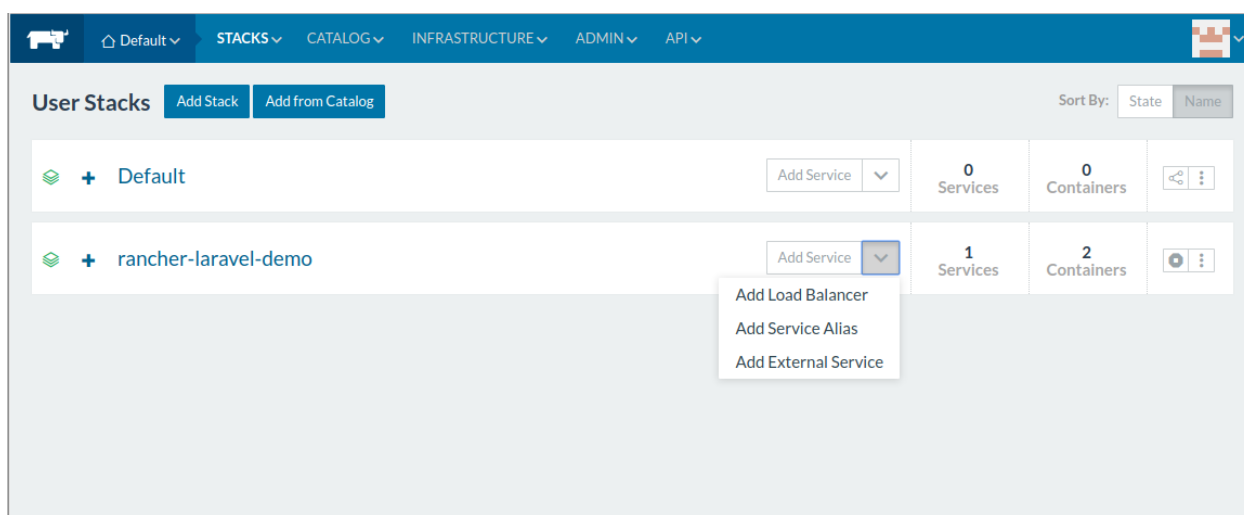 Default STACKS CATALOG INFRASTRUCTURE ADMIN API
User Stacks Add Stack Add from Catalog Sort By: State Name
Default Add Service 0 0
Services Containers
rancher-laravel-demo Add Service 1 2
Services Containers
Add Load Balancer
Add Service Alias
Add External Service